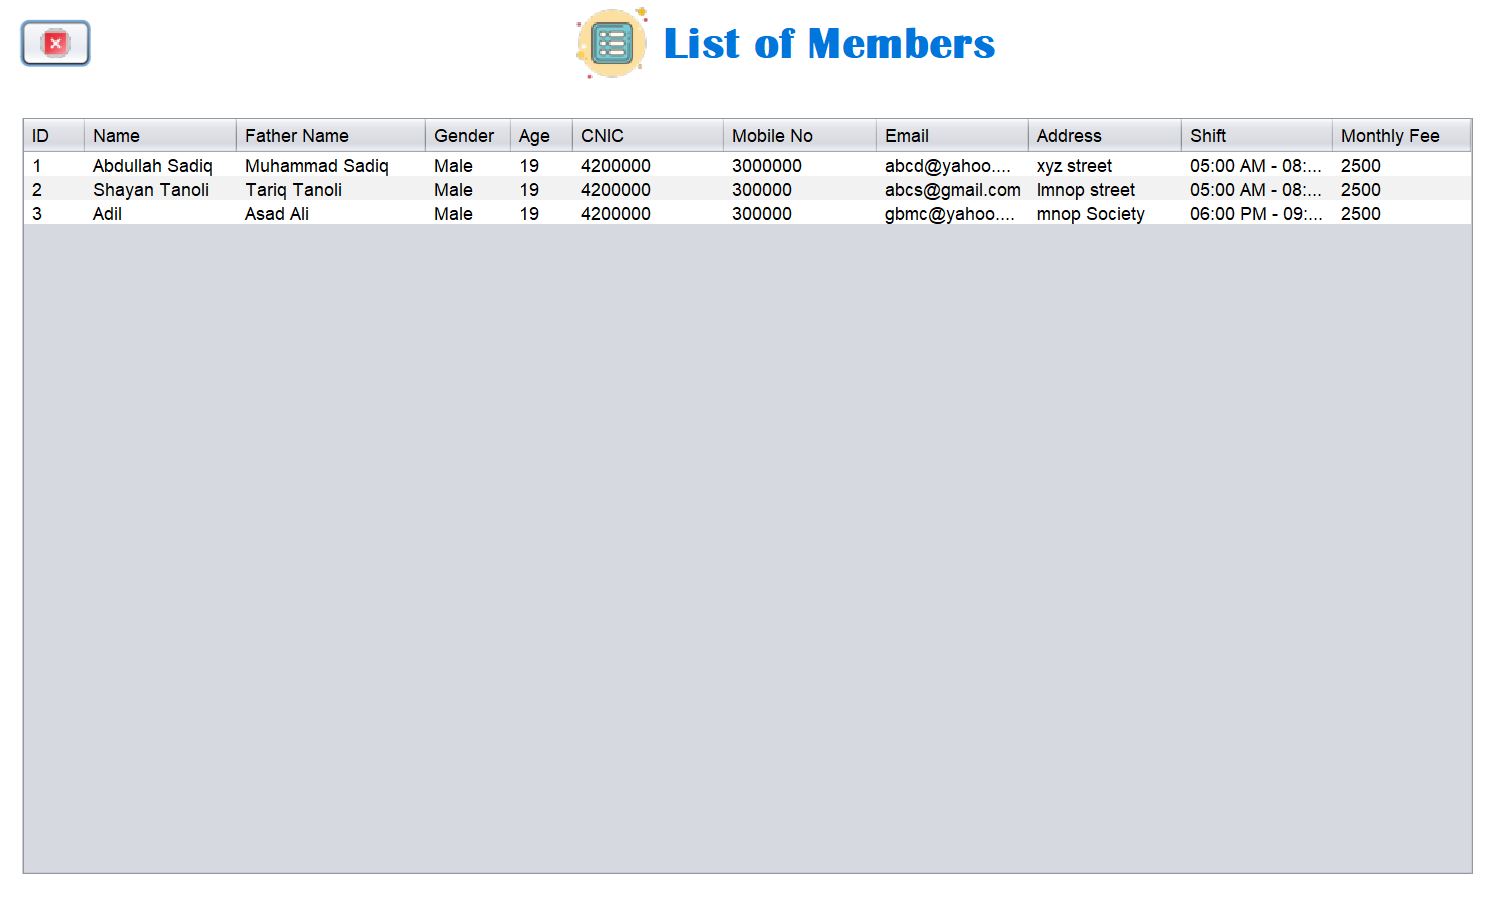 List of Members
ID Name Father Name Gender Age CNIC Mobile No Email Address Shift Monthly Fee
1 Abdullah Sadiq Muhammad Sadiq Male 19 4200000 3000000 abcd@yahoo.... xyz street 05:00 AM - 08:... 2500
2 Shayan Tanoli Tariq Tanoli Male 19 4200000 300000 abcs@gmail.com lmnop street 05:00 AM - 08:... 2500
3 Adil Asad Ali Male 19 4200000 300000 gbmc@yahoo.... mnop Society 06:00 PM - 09:... 2500